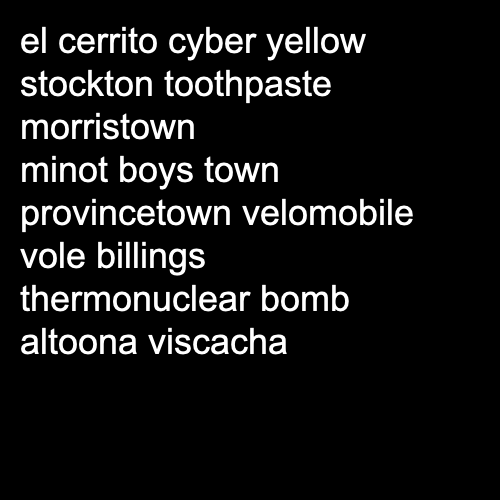 el cerrito cyber yellow
stockton toothpaste
morristown
minot boys town
provincetown velomobile
vole billings
thermonuclear bomb
altoona viscacha